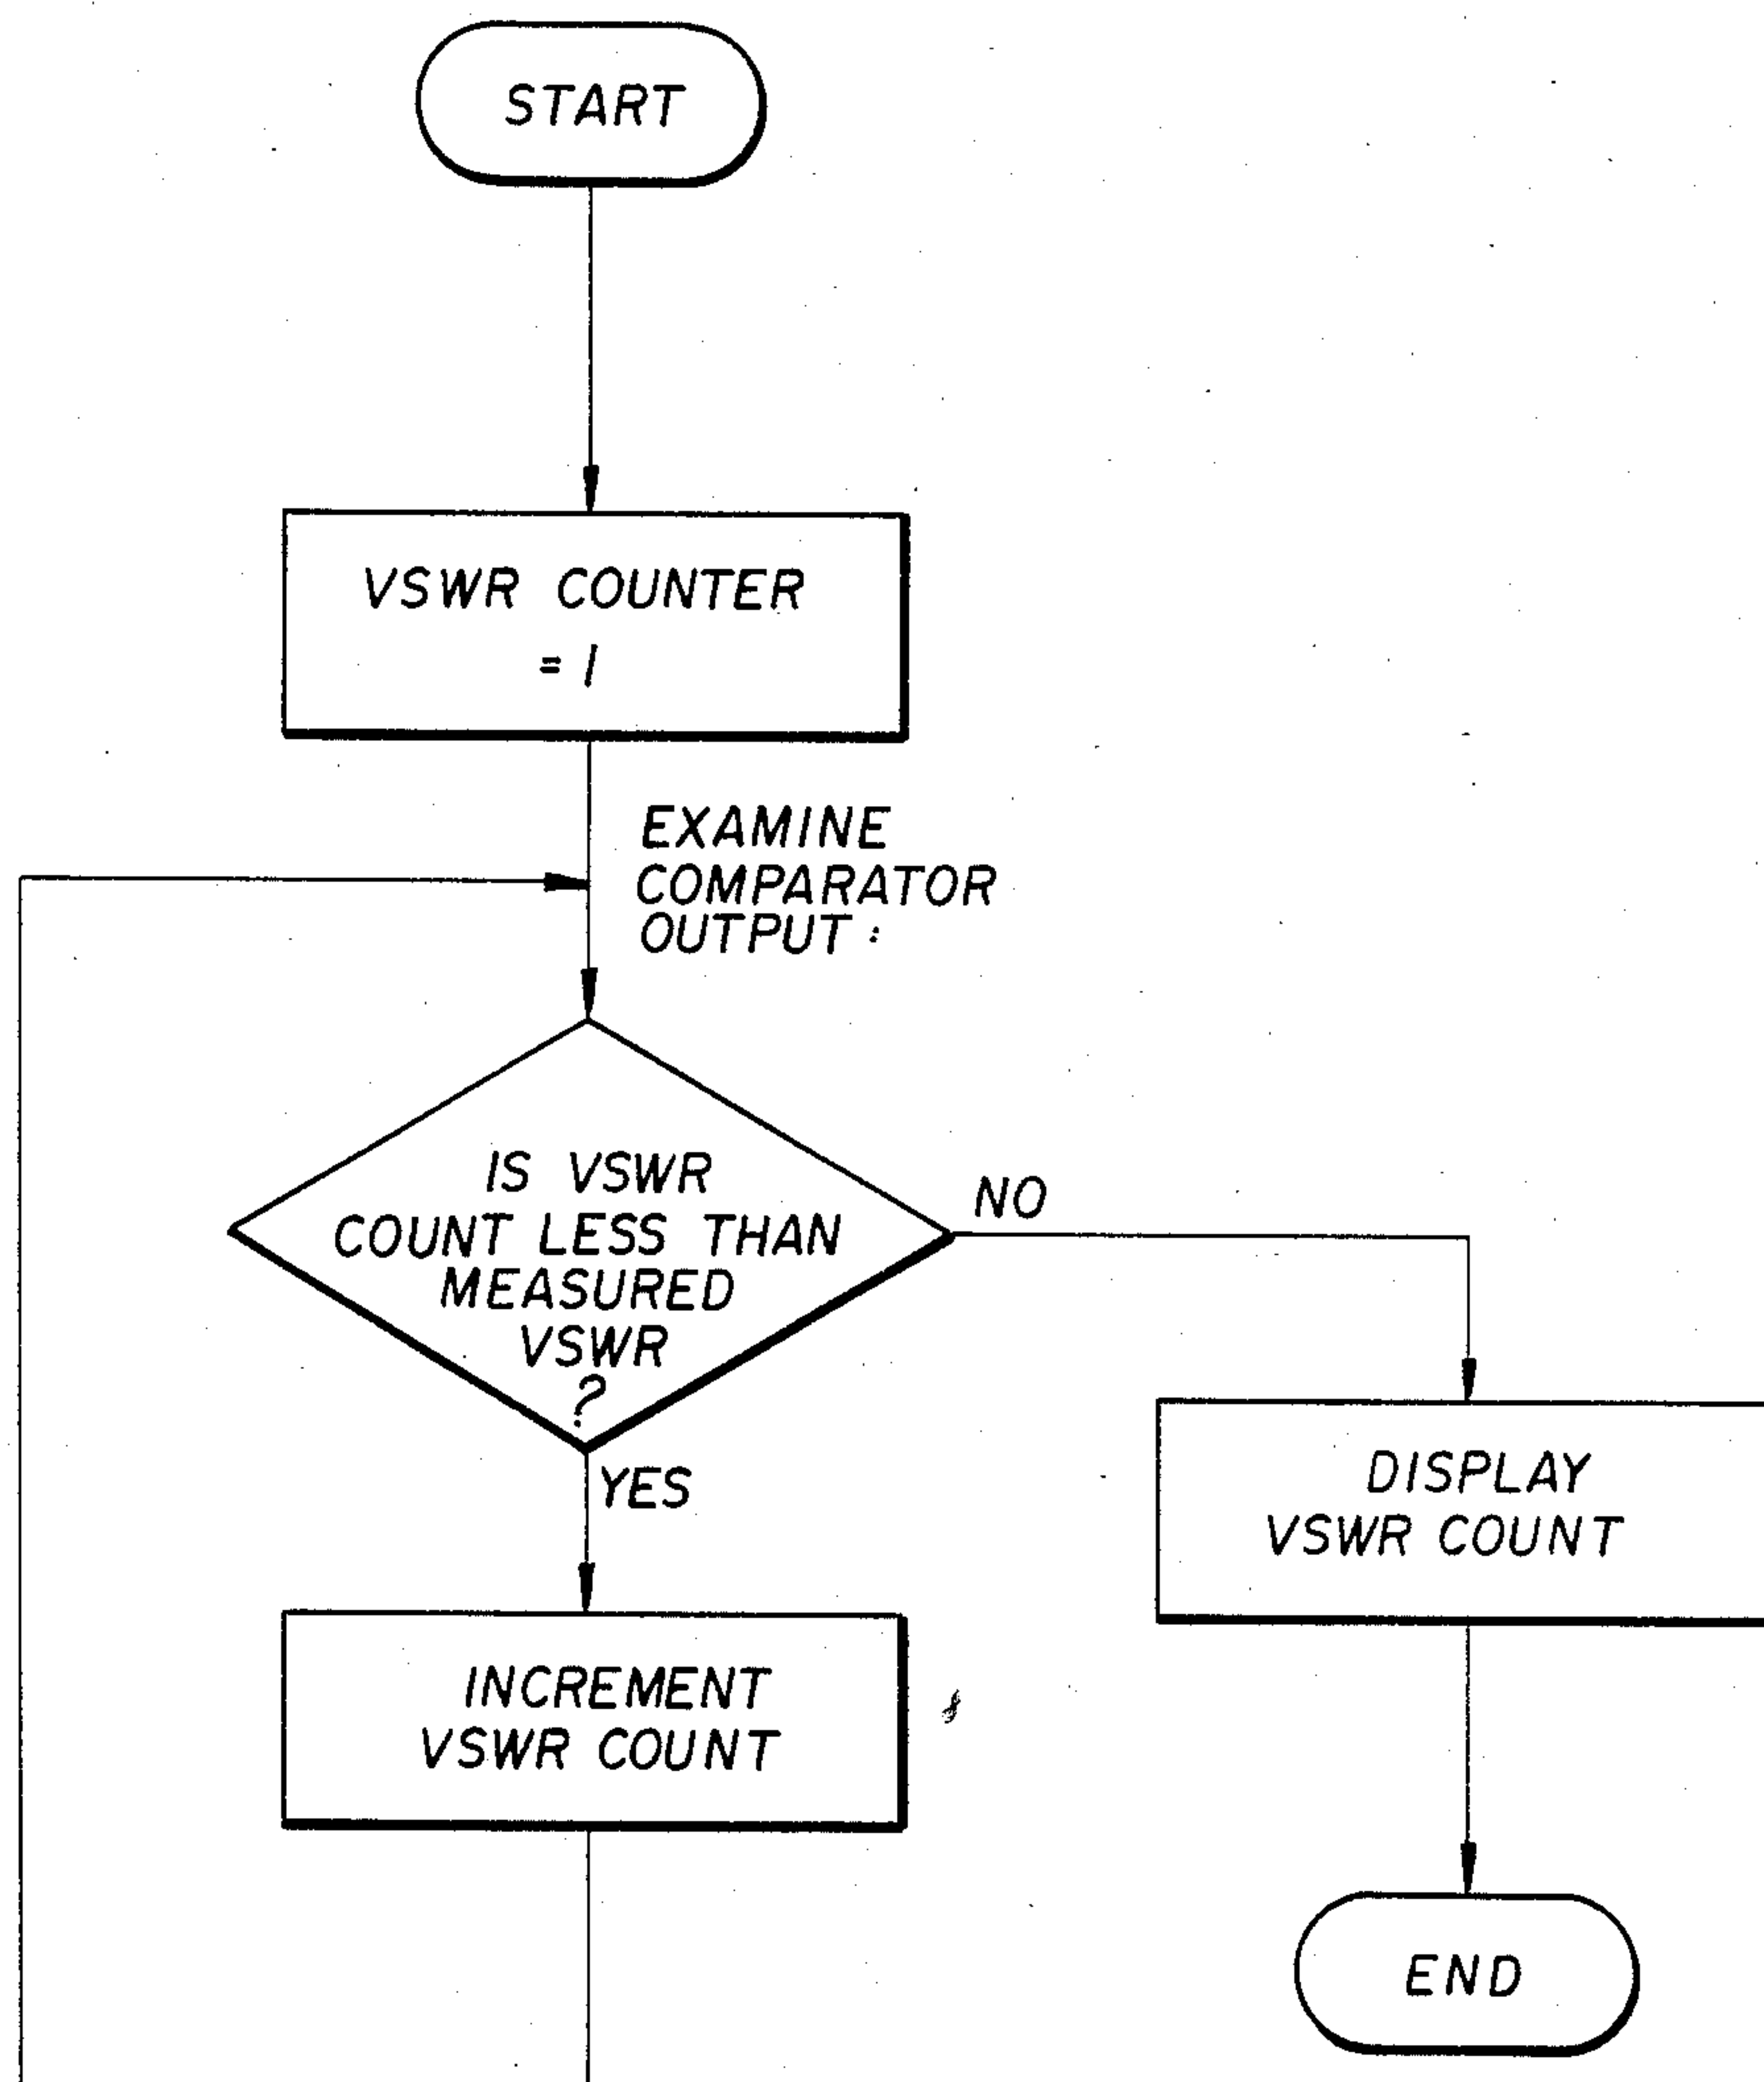 START
VSWR COUNTER
= 1
EXAMINE
COMPARATOR
OUTPUT:
IS VSWR
COUNT LESS THAN
MEASURED
VSWR
?
NO
YES
DISPLAY
VSWR COUNT
INCREMENT
VSWR COUNT
END